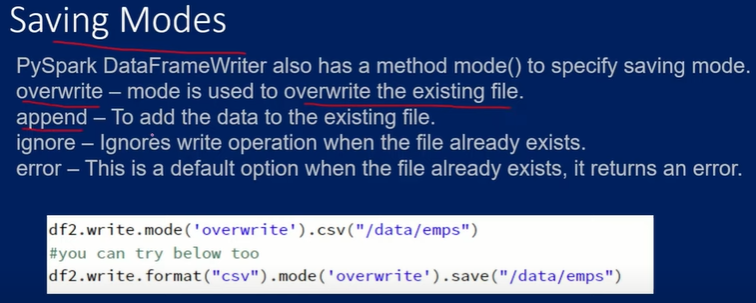 Saving Modes
PySpark DataFrameWriter also has a method mode() to specify saving mode.
overwrite – mode is used to overwrite the existing file.
append – To add the data to the existing file.
ignore – Ignores write operation when the file already exists.
error – This is a default option when the file already exists, it returns an error.
df2.write.mode('overwrite').csv("/data/emps")
#you can try below too
df2.write.format("csv").mode('overwrite').save("/data/emps")